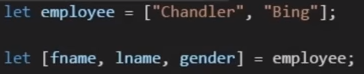 let employee = ["Chandler", "Bing"];
let [fname, lname, gender] = employee;